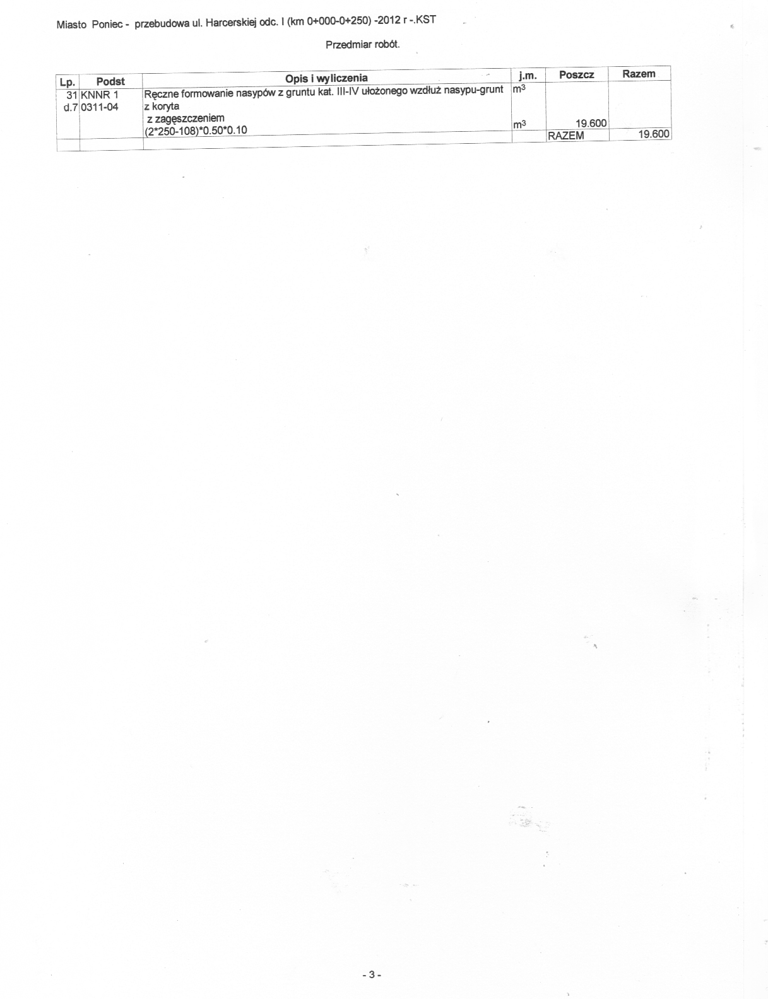 Miasto Poniec - przebudowa ul. Harcerskiej odc. I (km 0+000-0+250) -2012 r -.KST
Przedmiar robót.
Lp. Podst Opis i wyliczenia j.m. Poszcz Razem
31 KNNR 1 Ręczne formowanie nasypów z gruntu kat. III-IV ułożonego wzdłuż nasypu-grunt m3
d.7 0311-04 z koryta
z zagęszczeniem
(2*250-108)*0.50*0.10 m3 19.600
RAZEM 19.600
- 3 -